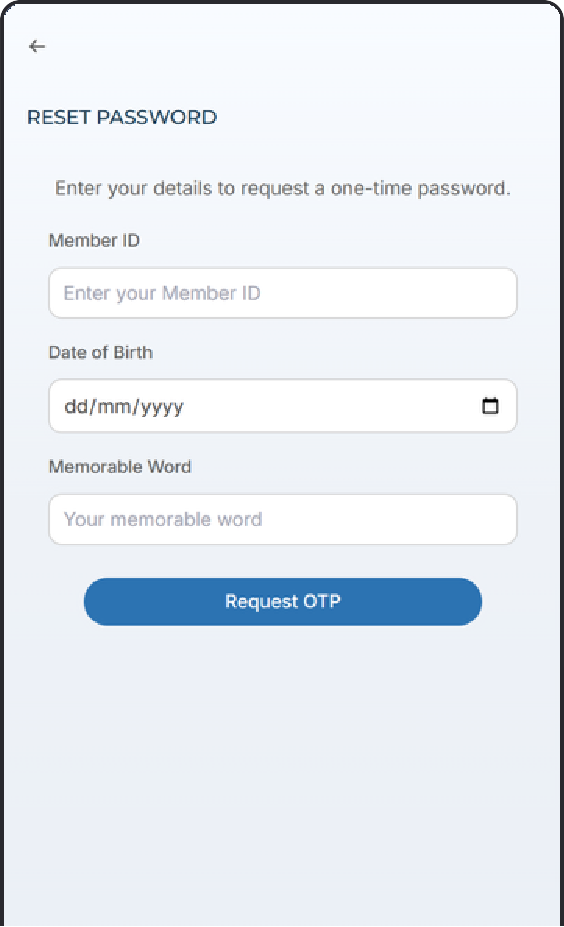 RESET PASSWORD
Enter your details to request a one-time password.
Member ID
Enter your Member ID
Date of Birth
dd/mm/yyyy
Memorable Word
Your memorable word
Request OTP